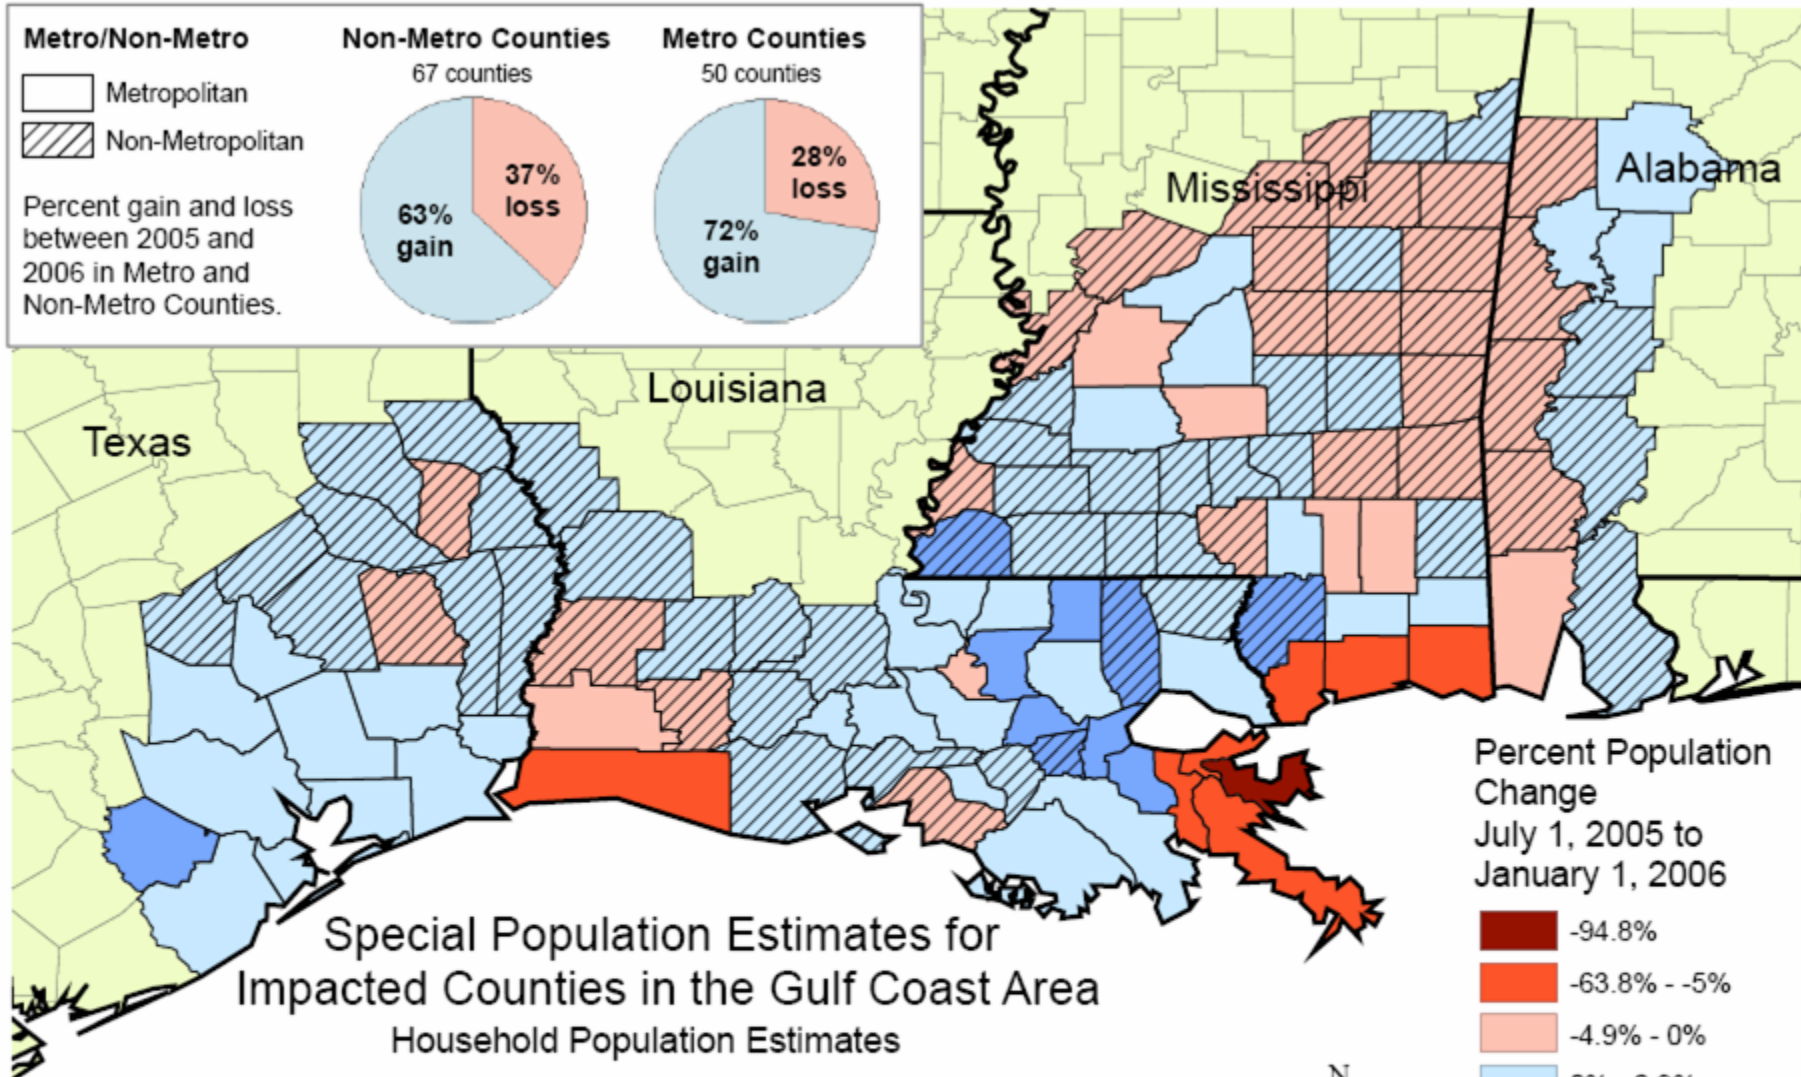 Metro/Non-Metro
Metropolitan
Non-Metropolitan
Percent gain and loss
between 2005 and
2006 in Metro and
Non-Metro Counties.
Non-Metro Counties
67 counties
37%
loss
63%
gain
Metro Counties
50 counties
28%
loss
72%
gain
Mississippi
Alabama
Louisiana
Texas
Special Population Estimates for
Impacted Counties in the Gulf Coast Area
Household Population Estimates
Percent Population
Change
July 1, 2005 to
January 1, 2006
-94.8%
-63.8% - -5%
-4.9% - 0%
N